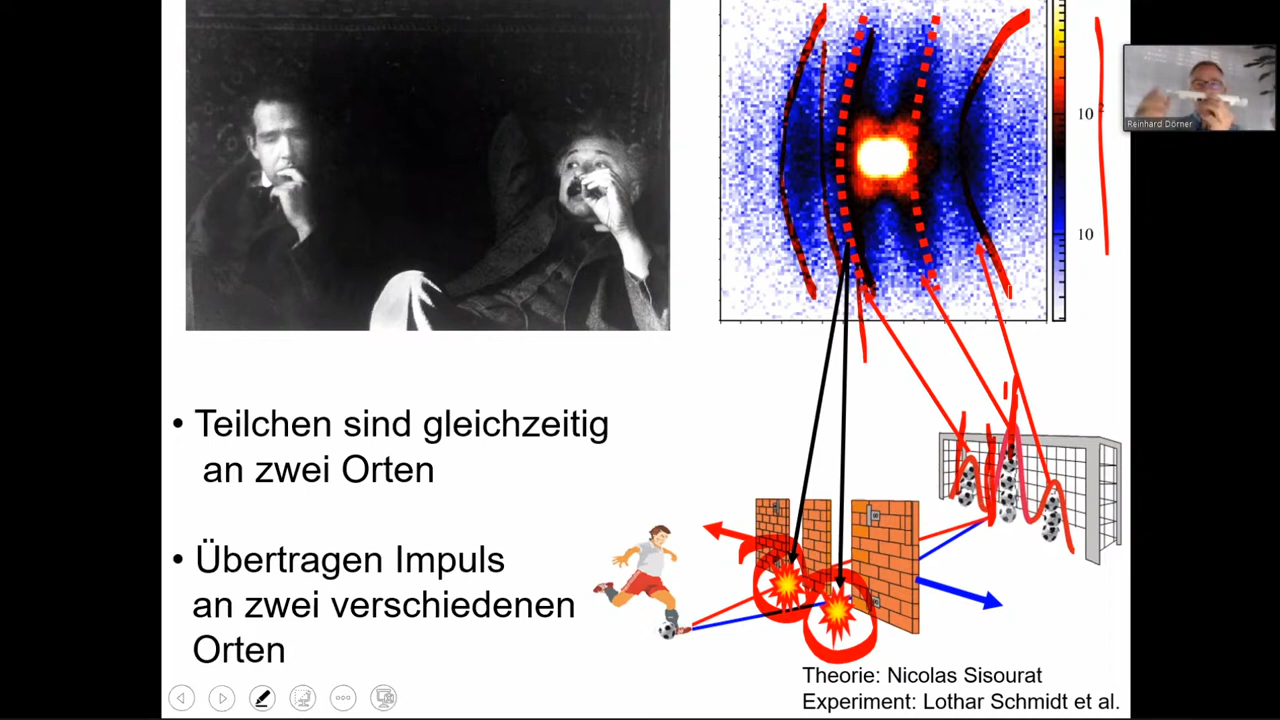 10²
Reinhard Dörner
10
• Teilchen sind gleichzeitig
an zwei Orten
• Übertragen Impuls
an zwei verschiedenen
Orten
Theorie: Nicolas Sisourat
Experiment: Lothar Schmidt et al.